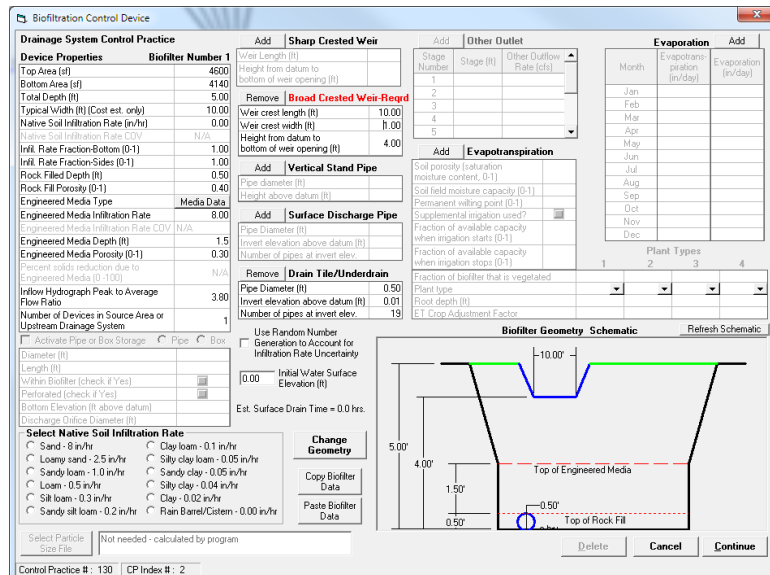 Biofiltration Control Device
Drainage System Control Practice
Device Properties Biofilter Number 1
Top Area (sf) 4600
Bottom Area (sf) 4140
Total Depth (ft) 5.00
Typical Width (ft) (Cost est. only) 10.00
Native Soil Infiltration Rate (in/hr) 0.00
Native Soil Infiltration Rate COV N/A
Infil. Rate Fraction-Bottom (0-1) 1.00
Infil. Rate Fraction-Sides (0-1) 1.00
Rock Filled Depth (ft) 0.50
Rock Fill Porosity (0-1) 0.40
Engineered Media Type Media Data
Engineered Media Infiltration Rate 8.00
Engineered Media Infiltration Rate COV N/A
Engineered Media Depth (ft) 1.5
Engineered Media Porosity (0-1) 0.30
Percent solids reduction due to
Engineered Media (0 -100) N/A
Inflow Hydrograph Peak to Average
Flow Ratio 3.80
Number of Devices in Source Area or
Upstream Drainage System 1
Activate Pipe or Box Storage Pipe Box
Diameter (ft)
Length (ft)
Within Biofilter (check if Yes)
Perforated (check if Yes)
Bottom Elevation (ft above datum)
Discharge Orifice Diameter (ft)
Select Native Soil Infiltration Rate
Sand - 8 in/hr
Loamy sand - 2.5 in/hr
Sandy loam - 1.0 in/hr
Loam - 0.5 in/hr
Silt loam - 0.3 in/hr
Sandy silt loam - 0.2 in/hr
Clay loam - 0.1 in/hr
Silty clay loam - 0.05 in/hr
Sandy clay - 0.05 in/hr
Silty clay - 0.04 in/hr
Clay - 0.02 in/hr
Rain Barrel/Cistern - 0.00 in/hr
Select Particle
Size File
Not needed - calculated by program
Control Practice # : 130 CP Index # : 2
Add Sharp Crested Weir
Weir Length (ft)
Height from datum to
bottom of weir opening (ft)
Remove Broad Crested Weir-Reqrd
Weir crest length (ft) 10.00
Weir crest width (ft) 1.00
Height from datum to
bottom of weir opening (ft) 4.00
Add Vertical Stand Pipe
Pipe diameter (ft)
Height above datum (ft)
Add Surface Discharge Pipe
Pipe Diameter (ft)
Invert elevation above datum (ft)
Number of pipes at invert elev.
Remove Drain Tile/Underdrain
Pipe Diameter (ft) 0.50
Invert elevation above datum (ft) 0.01
Number of pipes at invert elev. 19
Use Random Number
Generation to Account for
Infiltration Rate Uncertainty
0.00 Initial Water Surface
Elevation (ft)
Est. Surface Drain Time = 0.0 hrs.
Change
Geometry
Copy Biofilter
Data
Paste Biofilter
Data
Add Other Outlet
Stage
Number Stage (ft) Other Outflow
Rate (cfs)
1
2
3
4
5
Add Evapotranspiration
Soil porosity (saturation
moisture content, 0-1)
Soil field moisture capacity (0-1)
Permanent wilting point (0-1)
Supplemental irrigation used?
Fraction of available capacity
when irrigation starts (0-1)
Fraction of available capacity
when irrigation stops (0-1)
Fraction of biofilter that is vegetated
Plant type
Root depth (ft)
ET Crop Adjustment Factor
Evaporation Add
Month Evapotrans-
piration
(in/day) Evaporation
(in/day)
Jan
Feb
Mar
Apr
May
Jun
Jul
Aug
Sep
Oct
Nov
Dec
Plant Types
1 2 3 4
Biofilter Geometry Schematic Refresh Schematic
10.00'
5.00'
4.00'
Top of Engineered Media
1.50'
0.50'
0.50'
Top of Rock Fill
Delete Cancel Continue